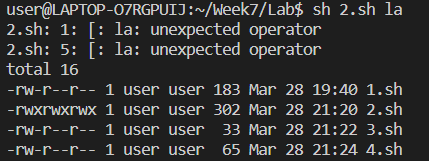 user@LAPTOP-O7RGPUIJ:~/Week7/Lab$ sh 2.sh la
2.sh: 1: [: la: unexpected operator
2.sh: 5: [: la: unexpected operator
total 16
-rw-r--r-- 1 user user 183 Mar 28 19:40 1.sh
-rwxrwxrwx 1 user user 302 Mar 28 21:20 2.sh
-rw-r--r-- 1 user user  33 Mar 28 21:22 3.sh
-rw-r--r-- 1 user user  65 Mar 28 21:24 4.sh